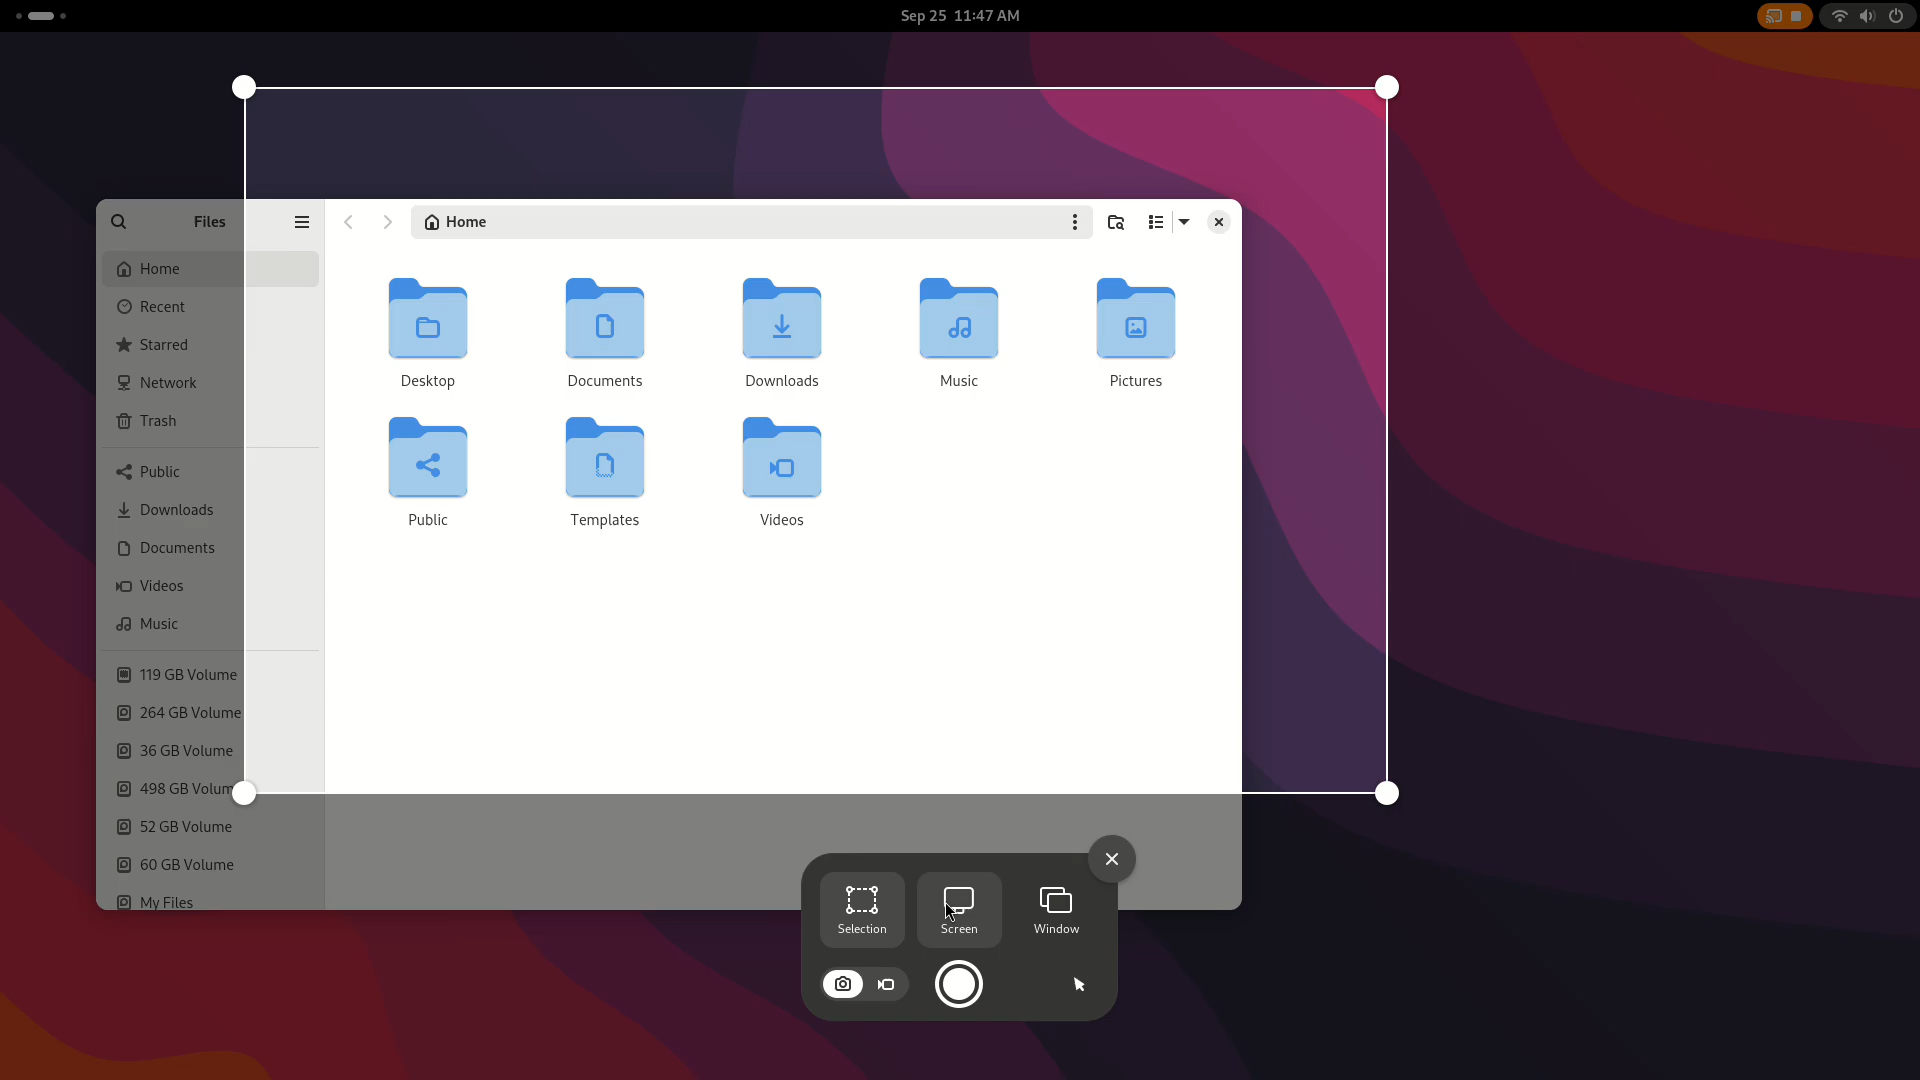 Sep 25 11:47 AM
Files
Home
Home
Recent
Starred
Network
Trash
Public
Downloads
Documents
Videos
Music
119 GB Volume
264 GB Volume
36 GB Volume
498 GB Volum
52 GB Volume
60 GB Volume
My Files
Desktop
Documents
Downloads
Music
Pictures
Public
Templates
Videos
Selection
Screen
Window